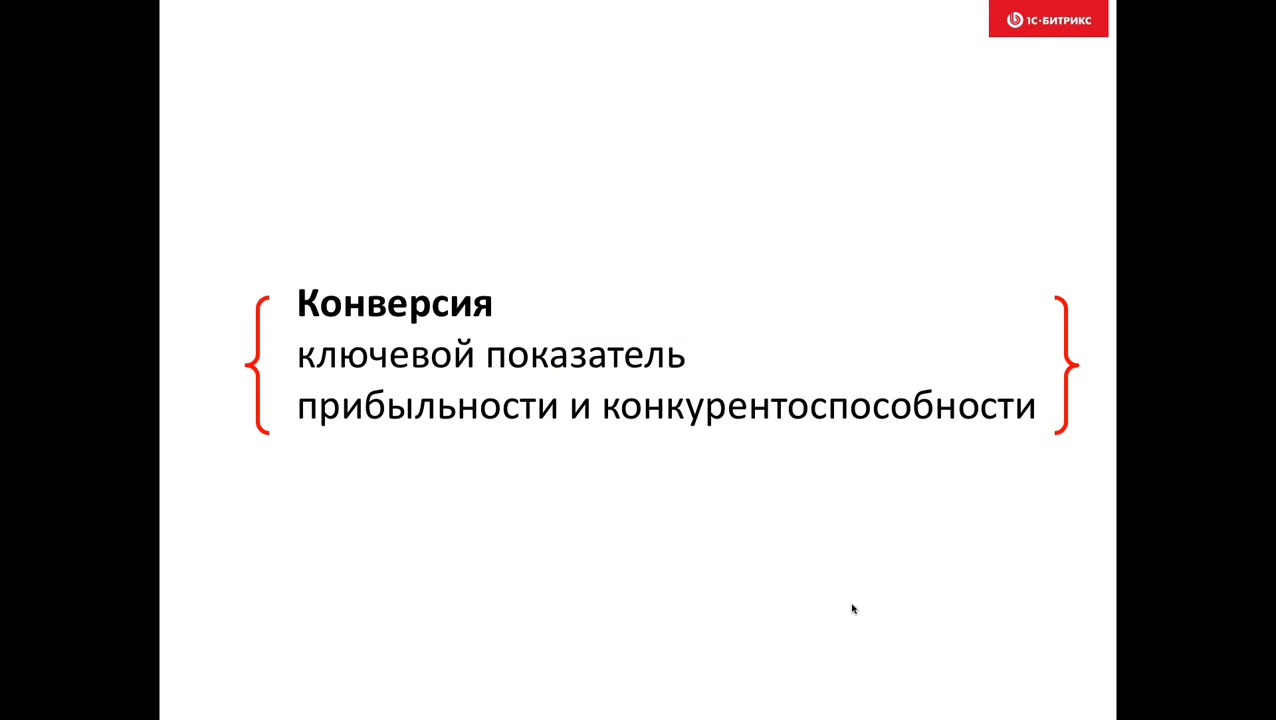 1С·БИТРИКС
Конверсия
ключевой показатель
прибыльности и конкурентоспособности